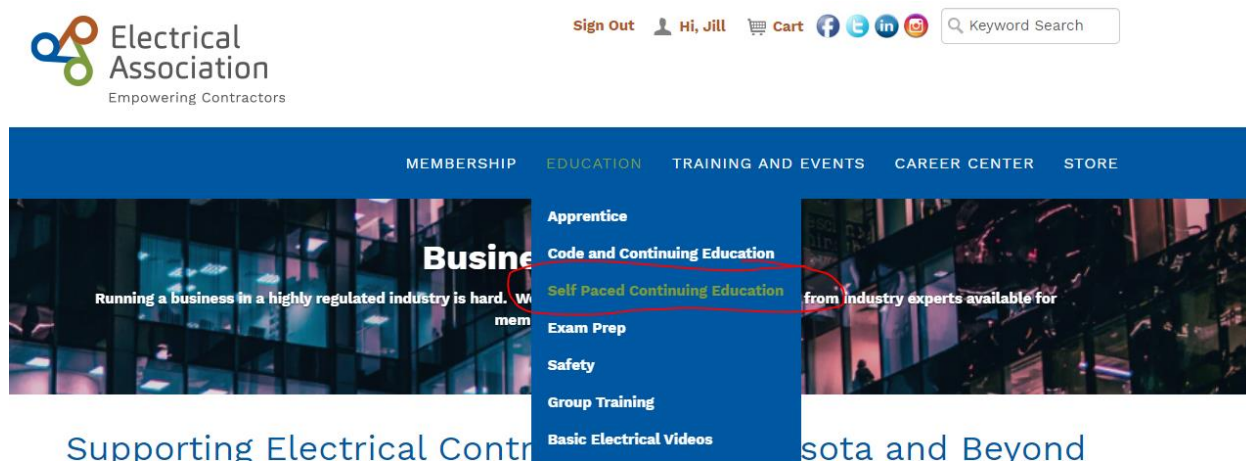 Electrical
Association
Empowering Contractors
Sign Out Hi, Jill Cart Keyword Search
MEMBERSHIP EDUCATION TRAINING AND EVENTS CAREER CENTER STORE
Apprentice
Code and Continuing Education
Self Paced Continuing Education
Exam Prep
Safety
Group Training
Basic Electrical Videos
Busine
Running a business in a highly regulated industry is hard. We from industry experts available for
mem
Supporting Electrical Contr sota and Beyond